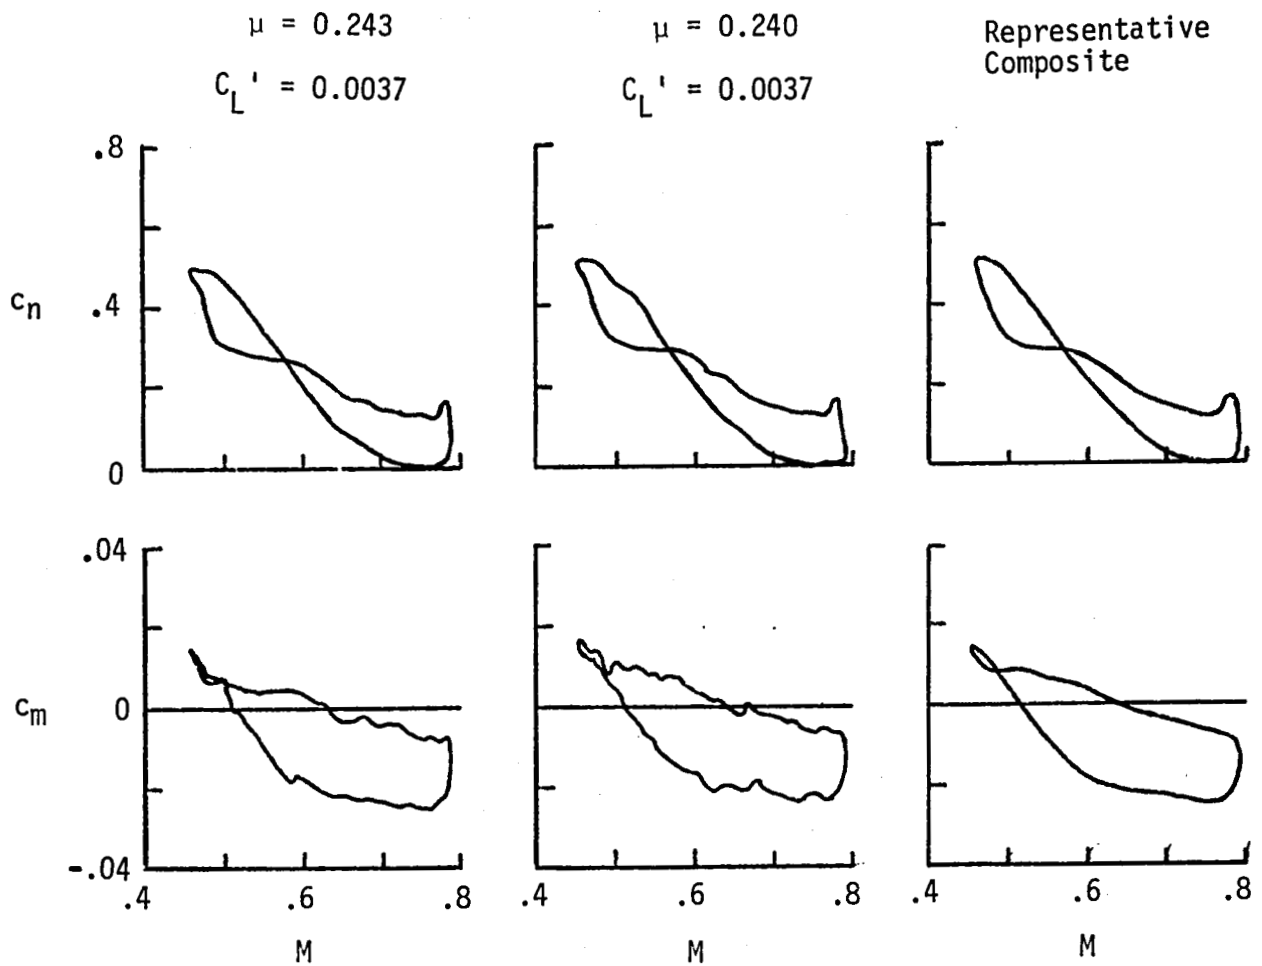 μ = 0.243
C_L' = 0.0037
μ = 0.240
C_L' = 0.0037
Representative
Composite
.8
c_n
.4
0
.04
c_m
0
-.04
.4
.6
.8
.4
.6
.8
.4
.6
.8
M
M
M